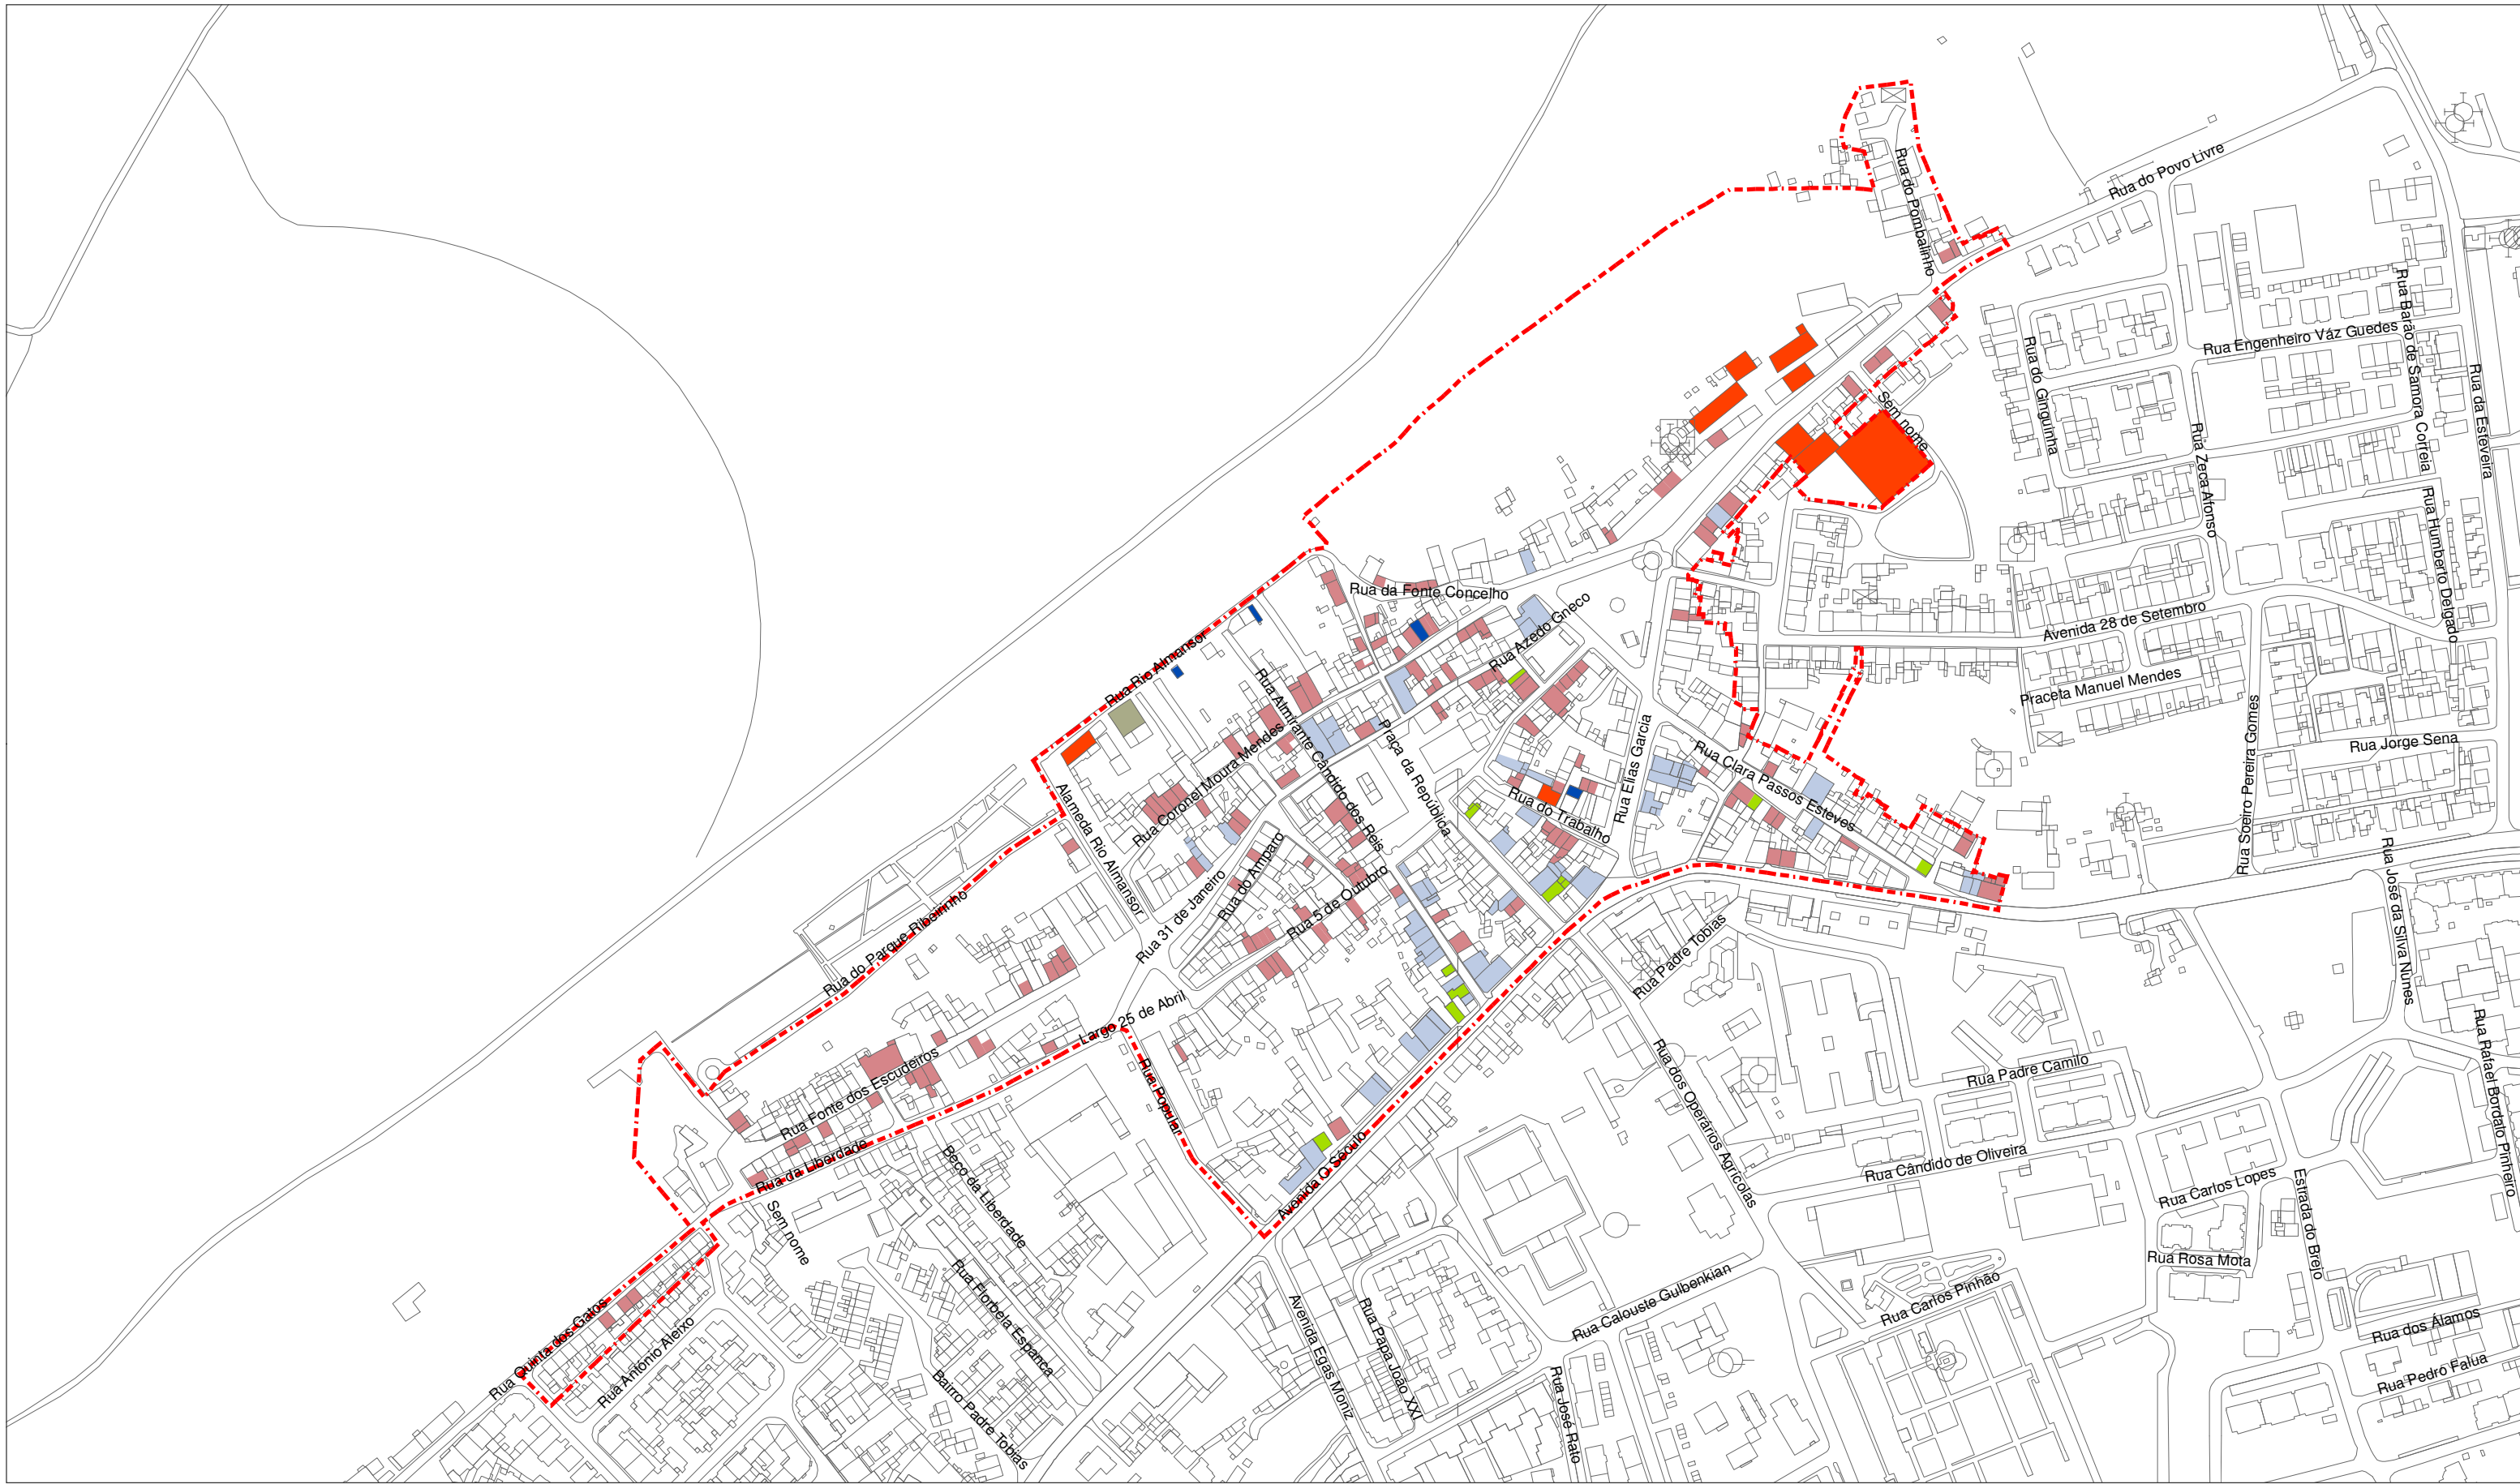 Rua do Povo Livre
Rua do Pombalinho
Rua Barão de Samora Correia
Rua Engenheiro Váz Guedes
Rua do Ginguinha
Rua da Esteveira
Sem nome
Rua Zeca Afonso
Rua Humberto Detgado
Rua da Fonte Concelho
Rua Azedo Gneco
Avenida 28 de Setembro
Rua Rio Almansor
Praceta Manuel Mendes
Rua Almirante Cândido dos Reis
Rua Soeiro Pereira Gomes
Rua Jorge Sena
Praça da República
Rua Elias Garcia
Rua Coronel Moura Mendes
Rua Clara Passos Esteves
Alameda Rio Almansor
Rua do Trabalho
Rua do Amparo
Rua 31 de Janeiro
Rua 5 de Outubro
Rua José da Silva Nunes
Rua do Parque Ribeirinho
Rua Padre Tobias
Largo 25 de Abril
Rua Rafael Bordalo Pinheiro
Rua Fonte dos Escudeiros
Rua Popular
Rua dos Operários Agrícolas
Rua Padre Camilo
Rua da Liberdade
Beco da Liberdade
Avenida O Século
Rua Cândido de Oliveira
Rua Carlos Lopes
Estrada do Brejo
Sem nome
Rua Rosa Mota
Rua Florbela Espanca
Rua Calouste Gulbenkian
Rua Carlos Pinhão
Rua Quinta dos Gatos
Rua António Aleixo
Avenida Egas Moniz
Rua Papa João XXI
Rua dos Álamos
Rua Pedro Falua
Bairro Padre Tobias
Rua José Rato